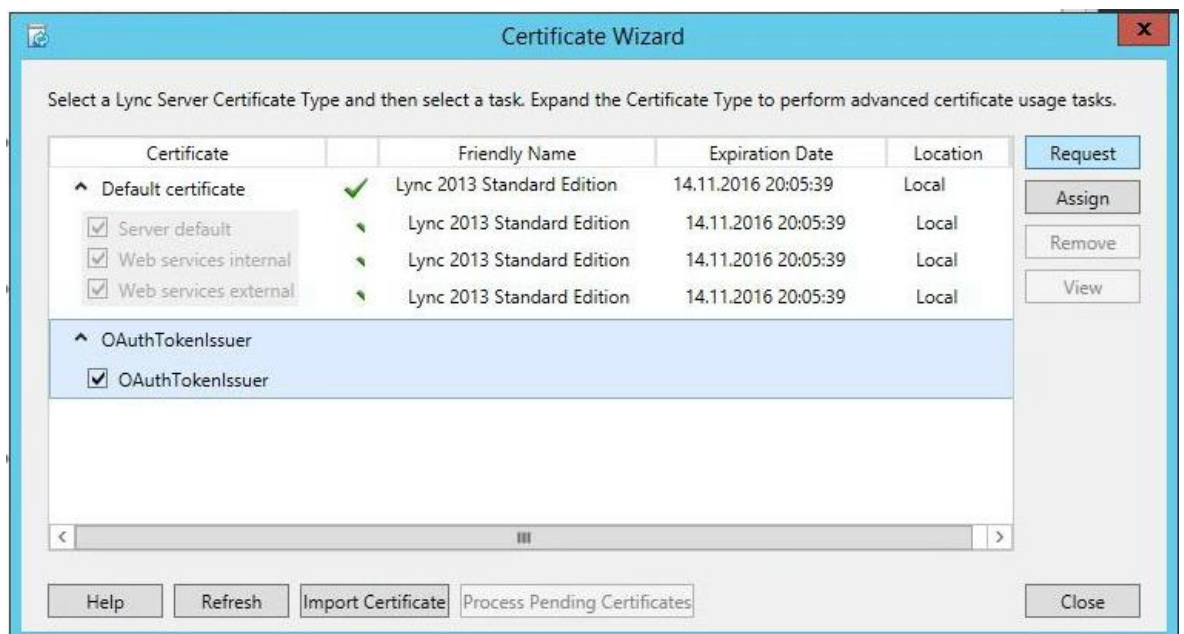 Certificate Wizard
x
Select a Lync Server Certificate Type and then select a task. Expand the Certificate Type to perform advanced certificate usage tasks.
Certificate Friendly Name Expiration Date Location
Default certificate Lync 2013 Standard Edition 14.11.2016 20:05:39 Local
Server default Lync 2013 Standard Edition 14.11.2016 20:05:39 Local
Web services internal Lync 2013 Standard Edition 14.11.2016 20:05:39 Local
Web services external Lync 2013 Standard Edition 14.11.2016 20:05:39 Local
OAuthTokenIssuer
OAuthTokenIssuer
Request
Assign
Remove
View
Help Refresh Import Certificate Process Pending Certificates Close